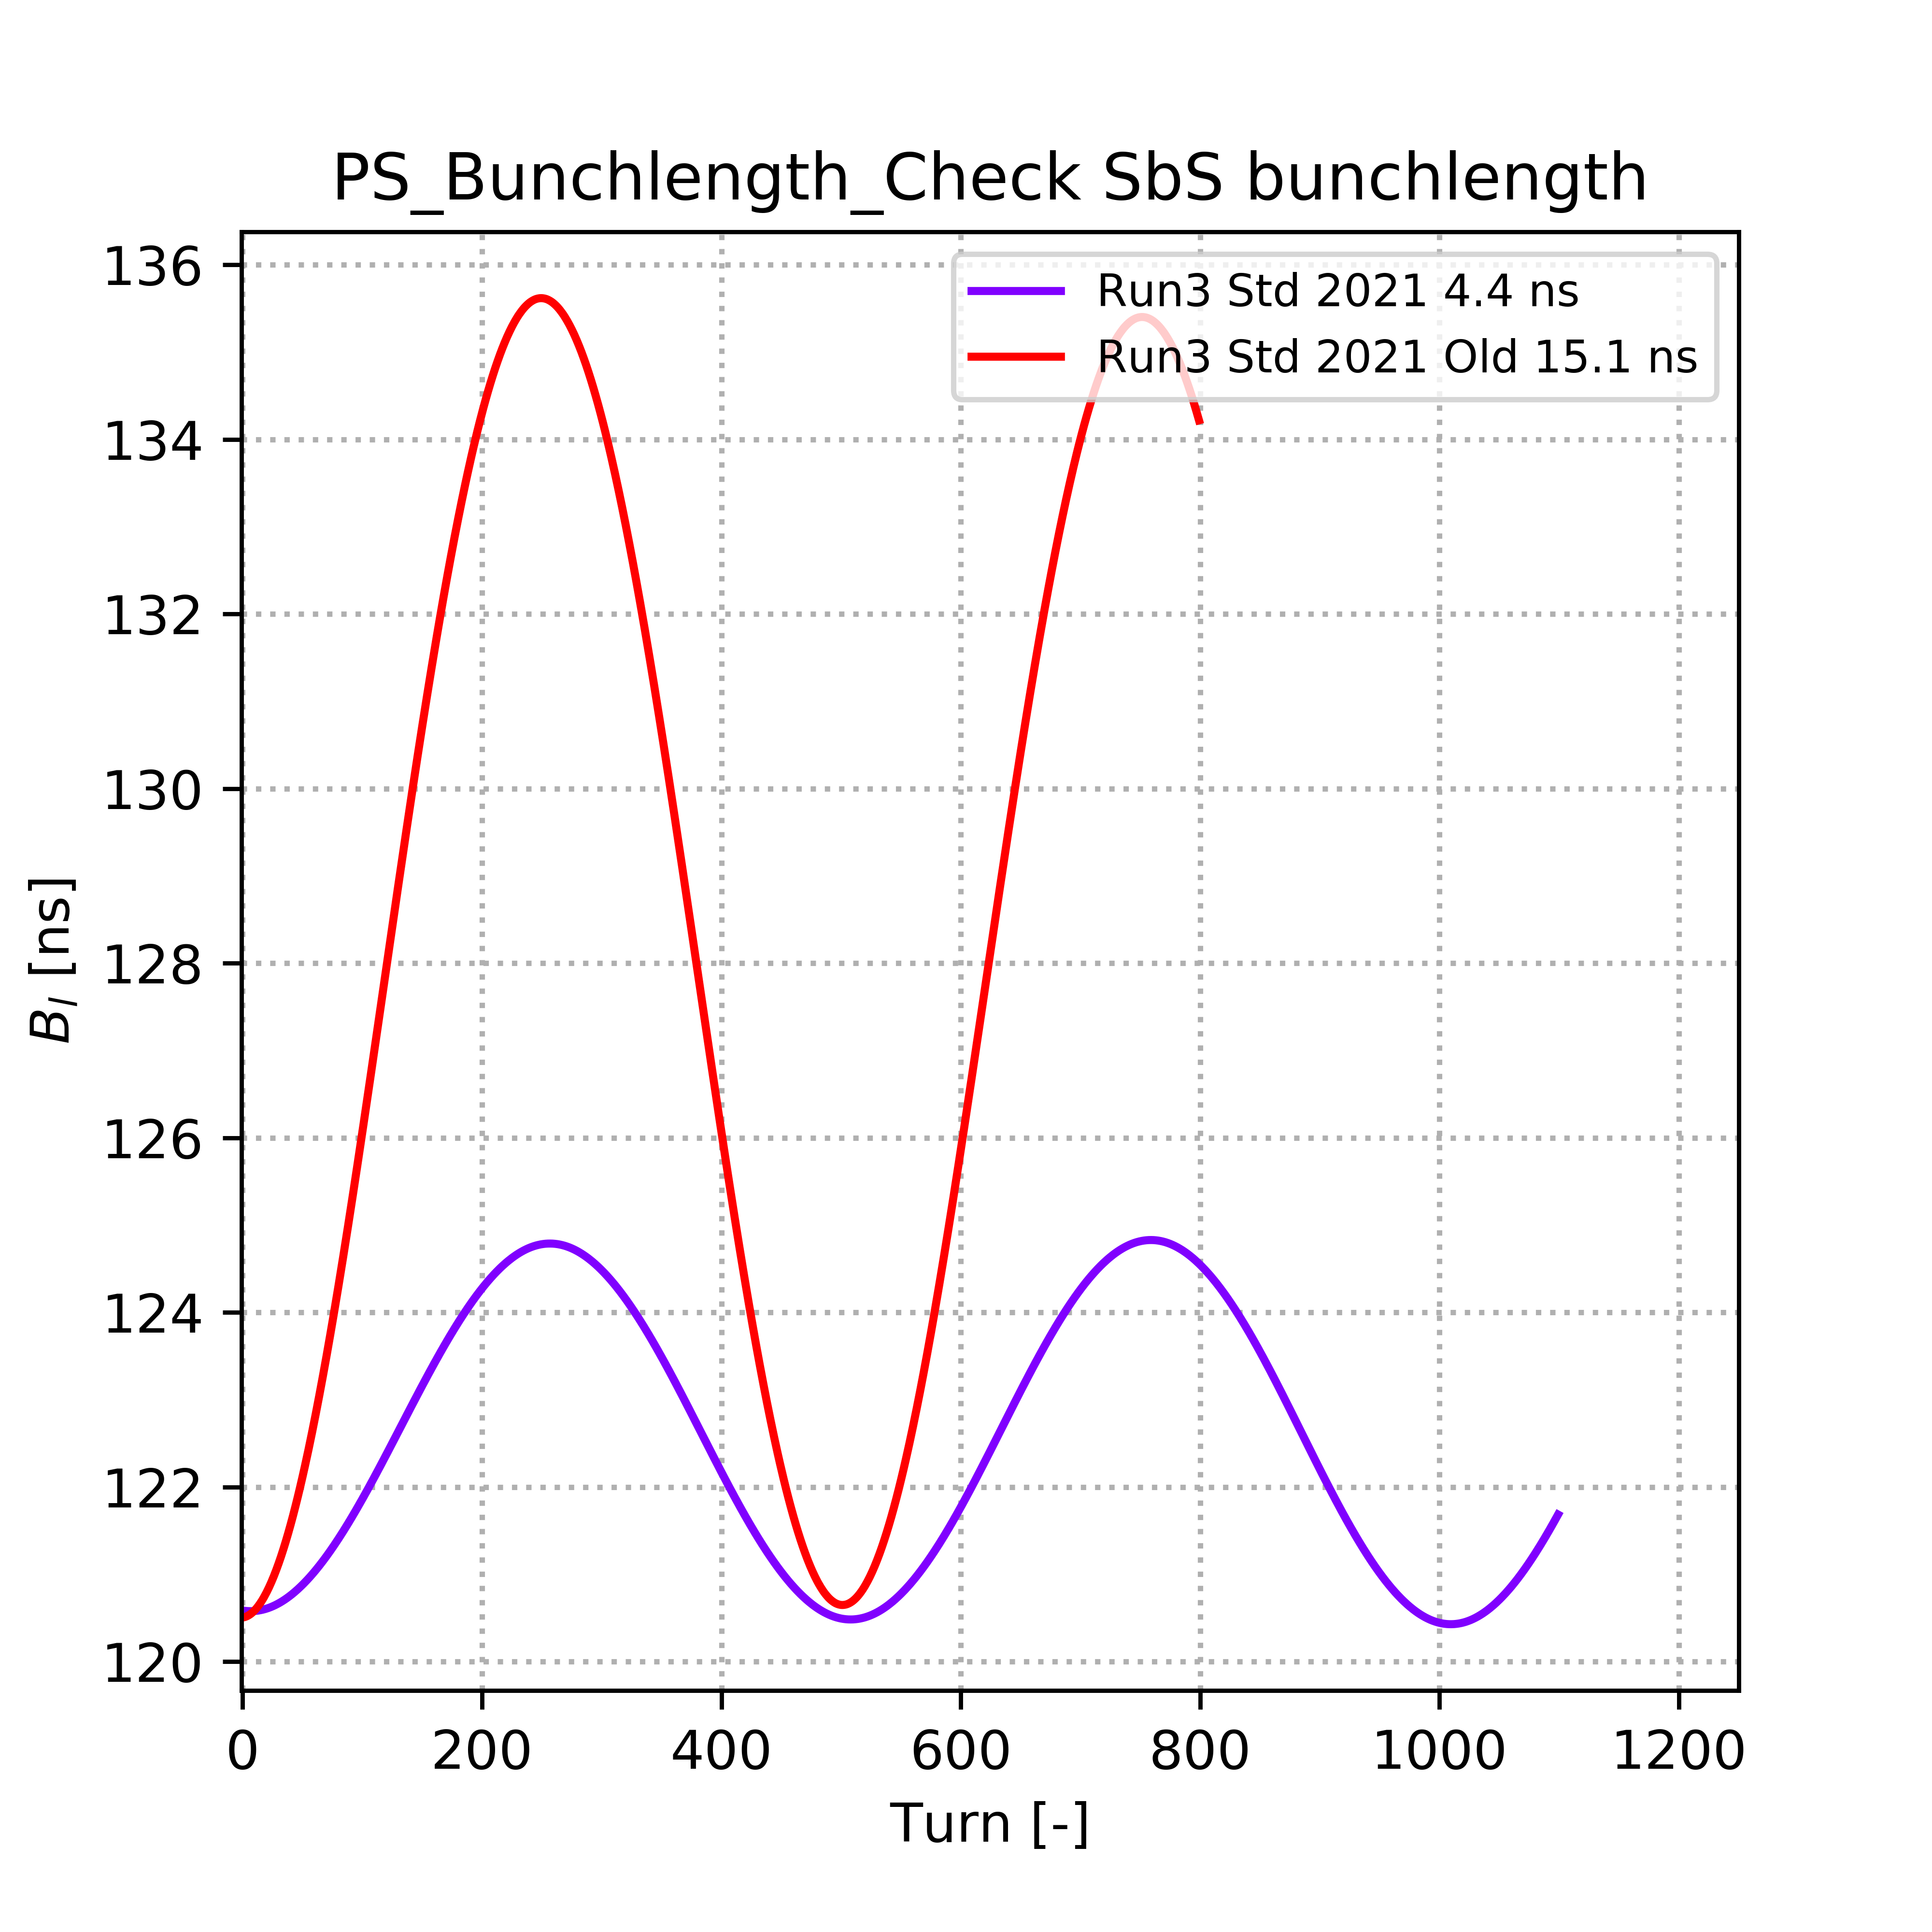 PS_Bunchlength_Check SbS bunchlength
Run3 Std 2021 4.4 ns
Run3 Std 2021 Old 15.1 ns
136
134
132
130
128
126
124
122
120
B_l [ns]
0 200 400 600 800 1000 1200
Turn [-]